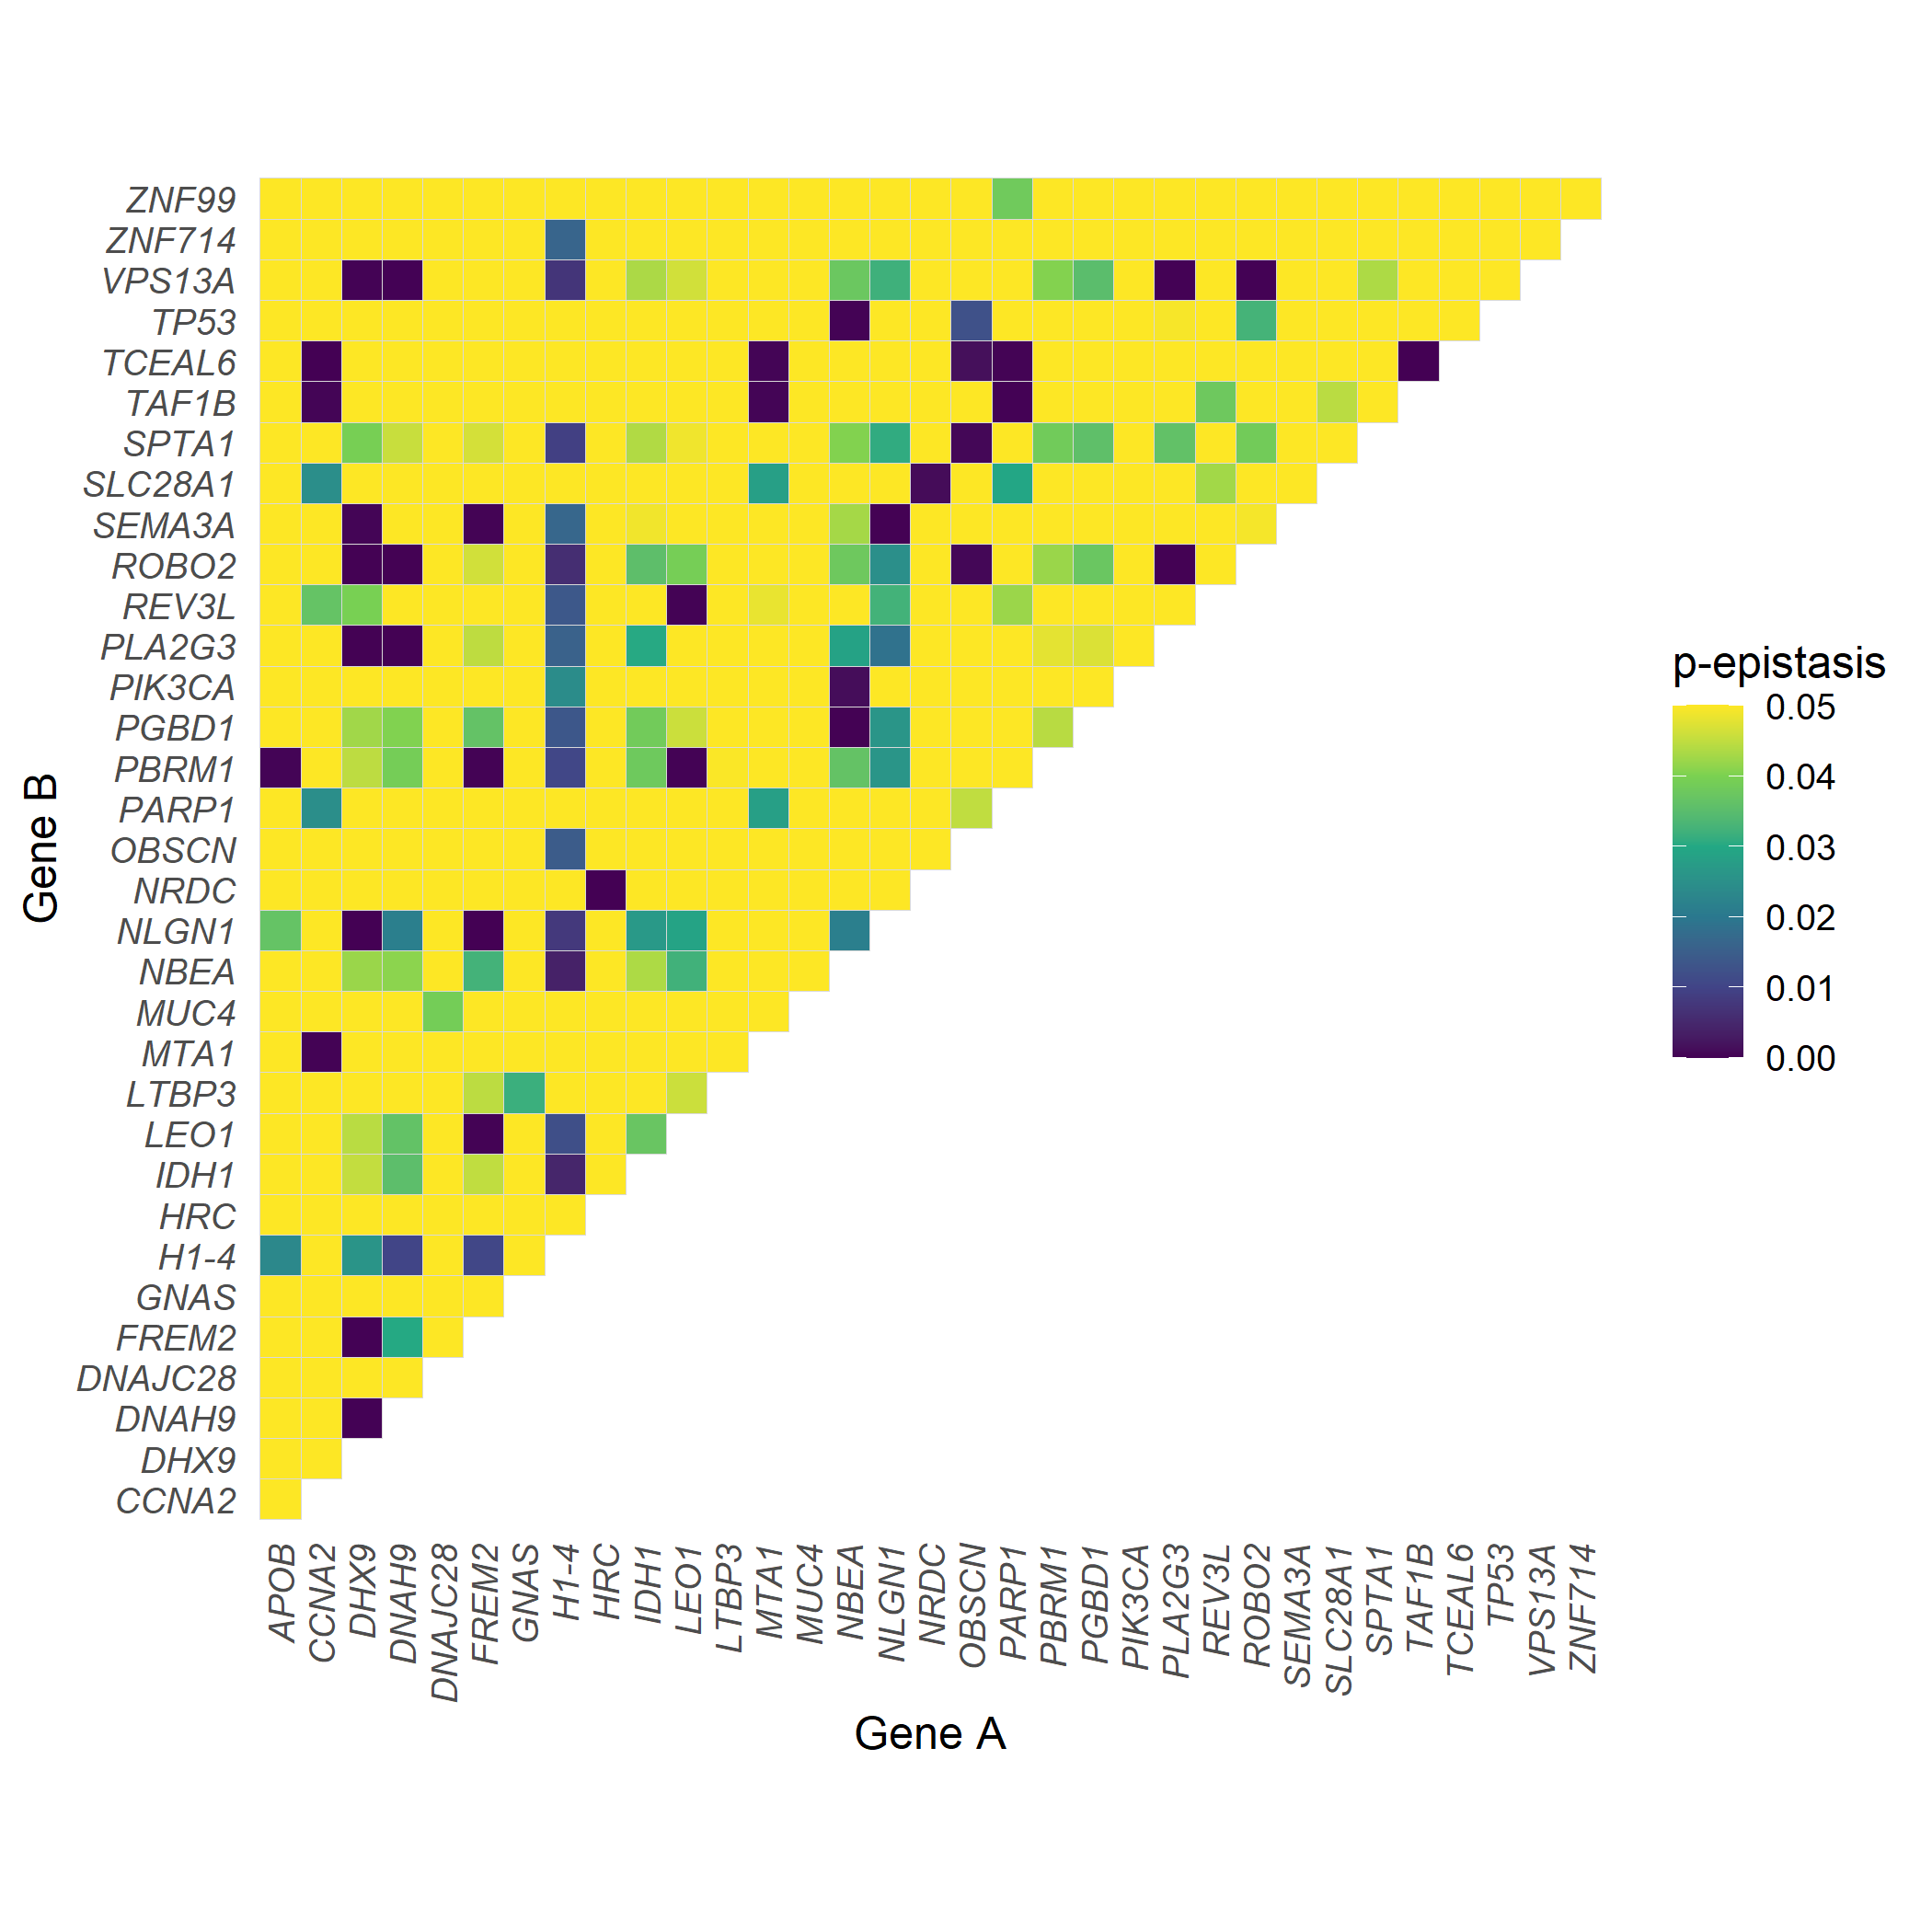 ZNF99
ZNF714
VPS13A
TP53
TCEAL6
TAF1B
SPTA1
SLC28A1
SEMA3A
ROBO2
REV3L
PLA2G3
PIK3CA
PGBD1
PBRM1
PARP1
OBSCN
NRDC
NLGN1
NBEA
MUC4
MTA1
LTBP3
LEO1
IDH1
HRC
H1-4
GNAS
FREM2
DNAJC28
DNAH9
DHX9
CCNA2
Gene B
APOB
CCNA2
DHX9
DNAH9
DNAJC28
FREM2
GNAS
H1-4
HRC
IDH1
LEO1
LTBP3
MTA1
MUC4
NBEA
NLGN1
NRDC
OBSCN
PARP1
PBRM1
PGBD1
PIK3CA
PLA2G3
REV3L
ROBO2
SEMA3A
SLC28A1
SPTA1
TAF1B
TCEAL6
TP53
VPS13A
ZNF714
Gene A
p-epistasis
0.05
0.04
0.03
0.02
0.01
0.00